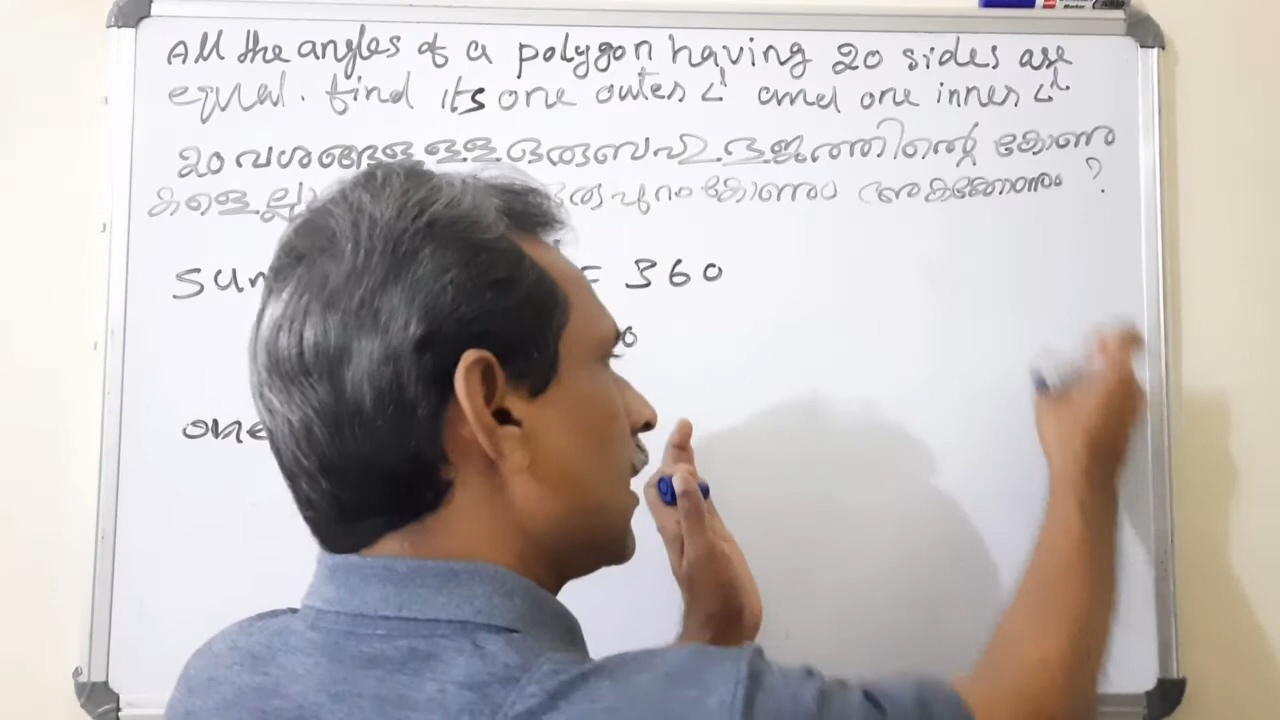 All the angles of a polygon having 20 sides are
equal. find its one outer ∠ and one inner ∠
20 വശങ്ങളുള്ള ഒരു ബഹുഭുജത്തിന്റെ കോണു
കളെല്ലാ ഒരു പുറംകോണും അകക്കോണും ?
SUM = 360
one